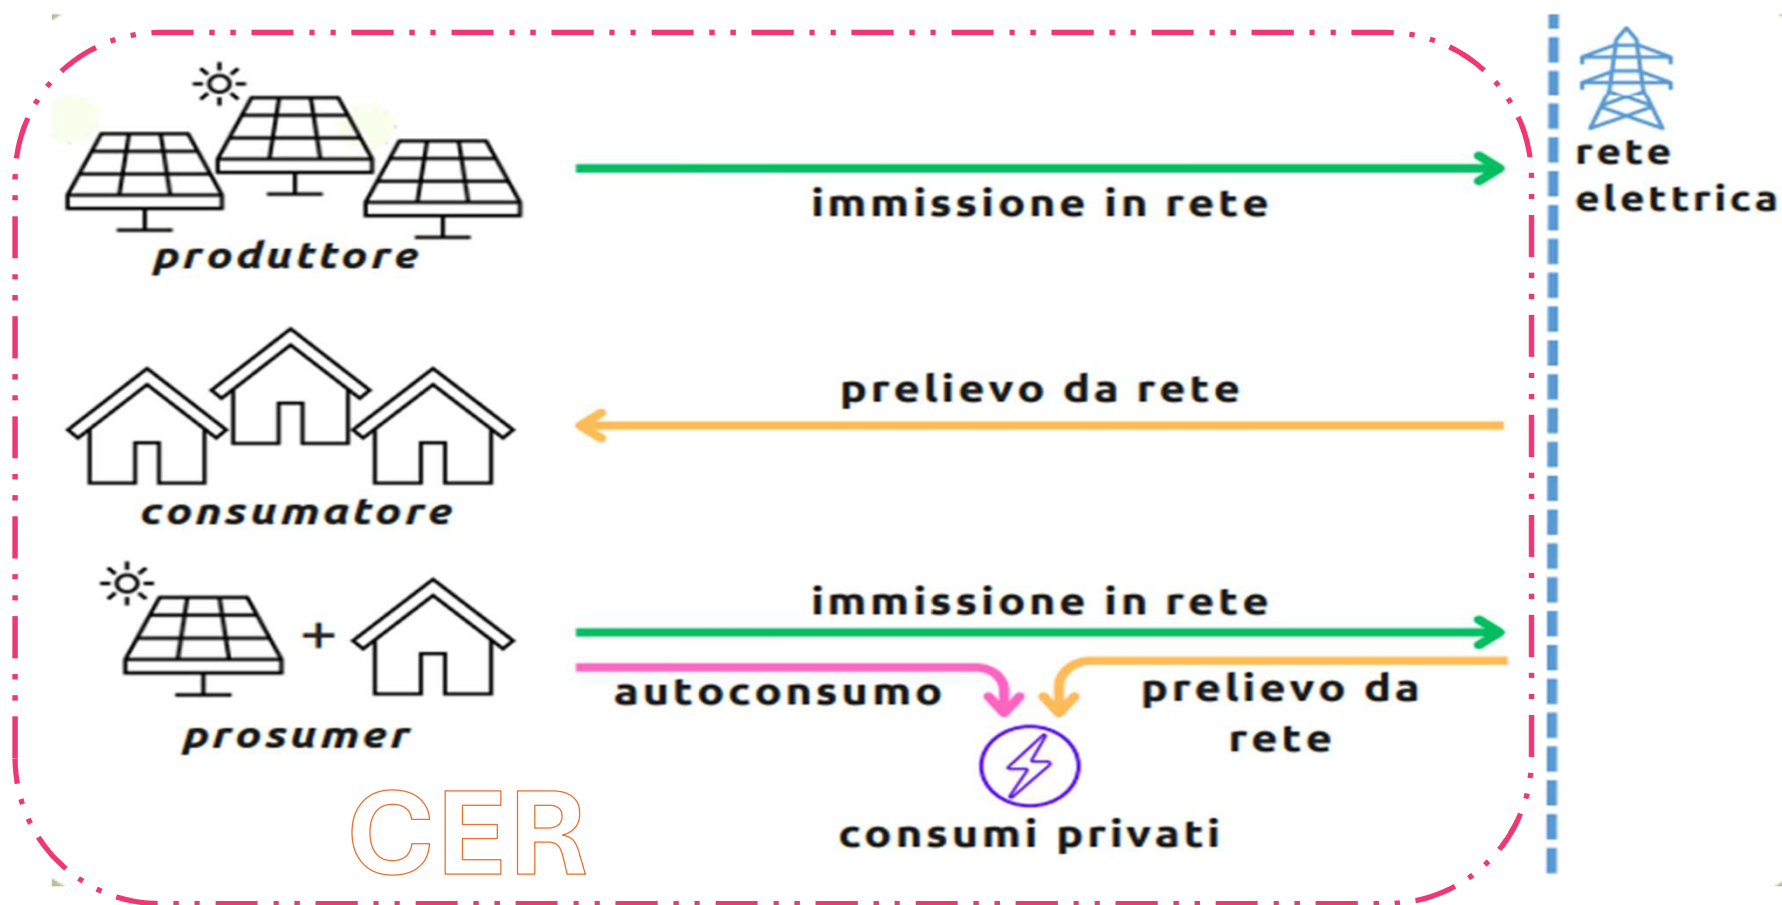 rete
elettrica
immissione in rete
produttore
prelievo da rete
consumatore
immissione in rete
autoconsumo
prelievo da
rete
prosumer
CER
consumi privati